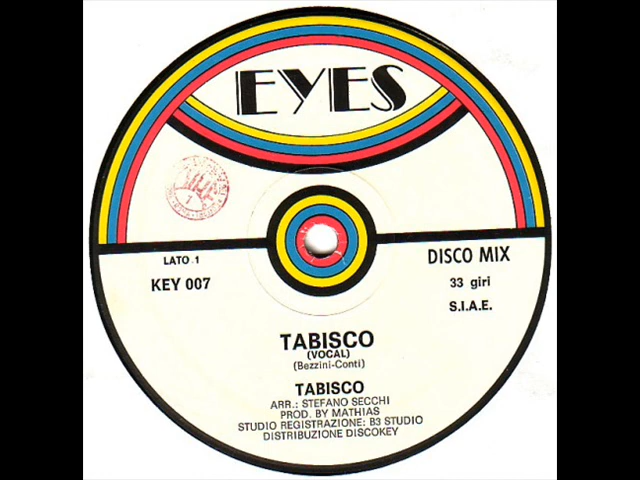 EYES
LATO 1
KEY 007
DISCO MIX
33 giri
S.I.A.E.
TABISCO
(VOCAL)
(Bezzini-Conti)
TABISCO
ARR.: STEFANO SECCHI
PROD. BY MATHIAS
STUDIO REGISTRAZIONE: B3 STUDIO
DISTRIBUZIONE DISCOKEY